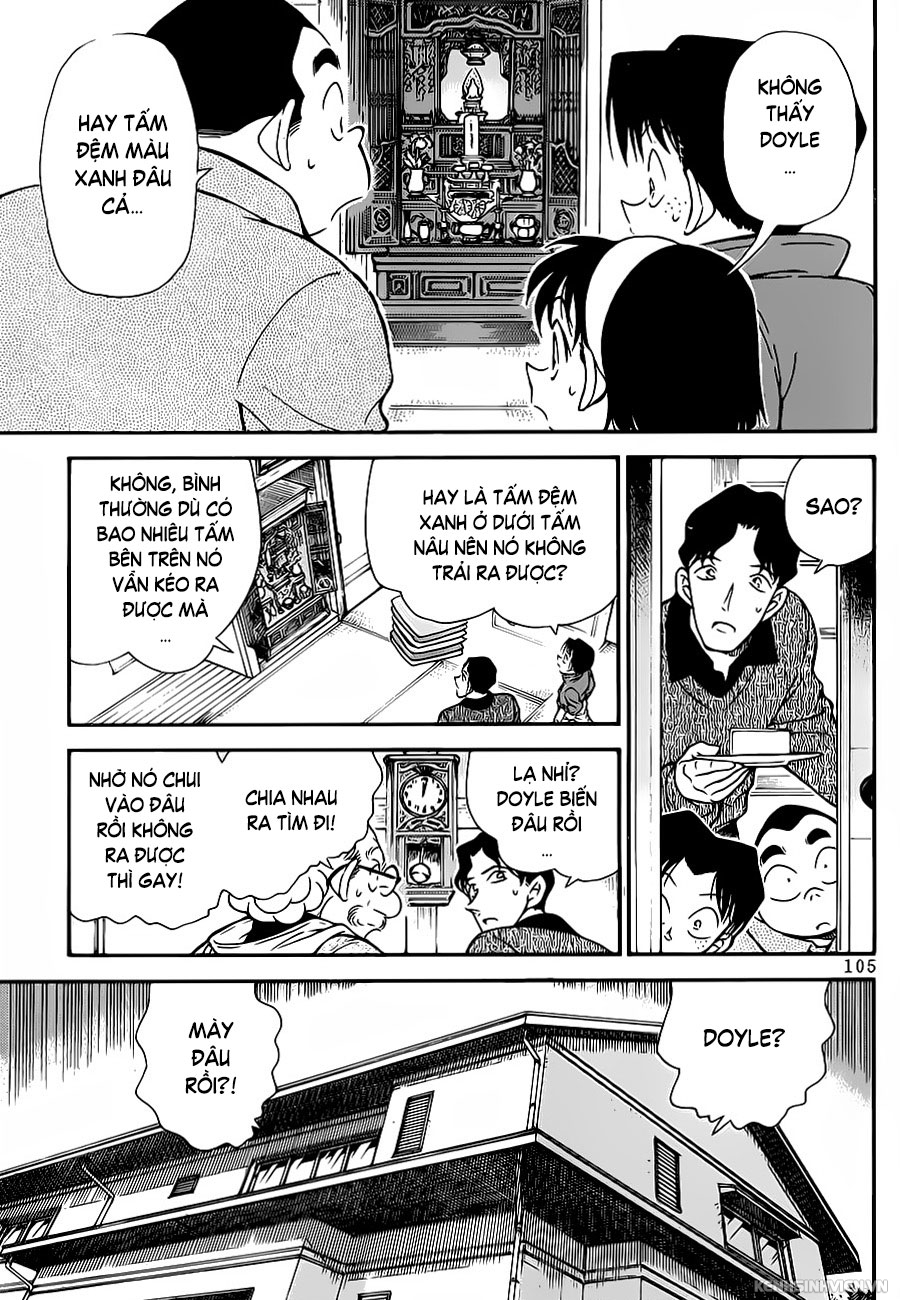 KHÔNG
THẤY
DOYLE
...
HAY TẤM
ĐỆM MÀU
XANH ĐÂU
CẢ...
SAO?
HAY LÀ TẤM ĐỆM
XANH Ở DƯỚI TẤM
NÂU NÊN NÓ KHÔNG
TRẢI RA ĐƯỢC?
KHÔNG, BÌNH
THƯỜNG DÙ CÓ
BAO NHIÊU TẤM
BÊN TRÊN NÓ
VẪN KÉO RA
ĐƯỢC MÀ
...
LẠ NHỈ?
DOYLE BIẾN
ĐÂU RỒI
...
CHIA NHAU
RA TÌM ĐI!
NHỜ NÓ CHUI
VÀO ĐÂU
RỒI KHÔNG
RA ĐƯỢC
THÌ GAY!
105
DOYLE?
MÀY
ĐÂU
RỒI?!
KENHSINHVIEN.VN